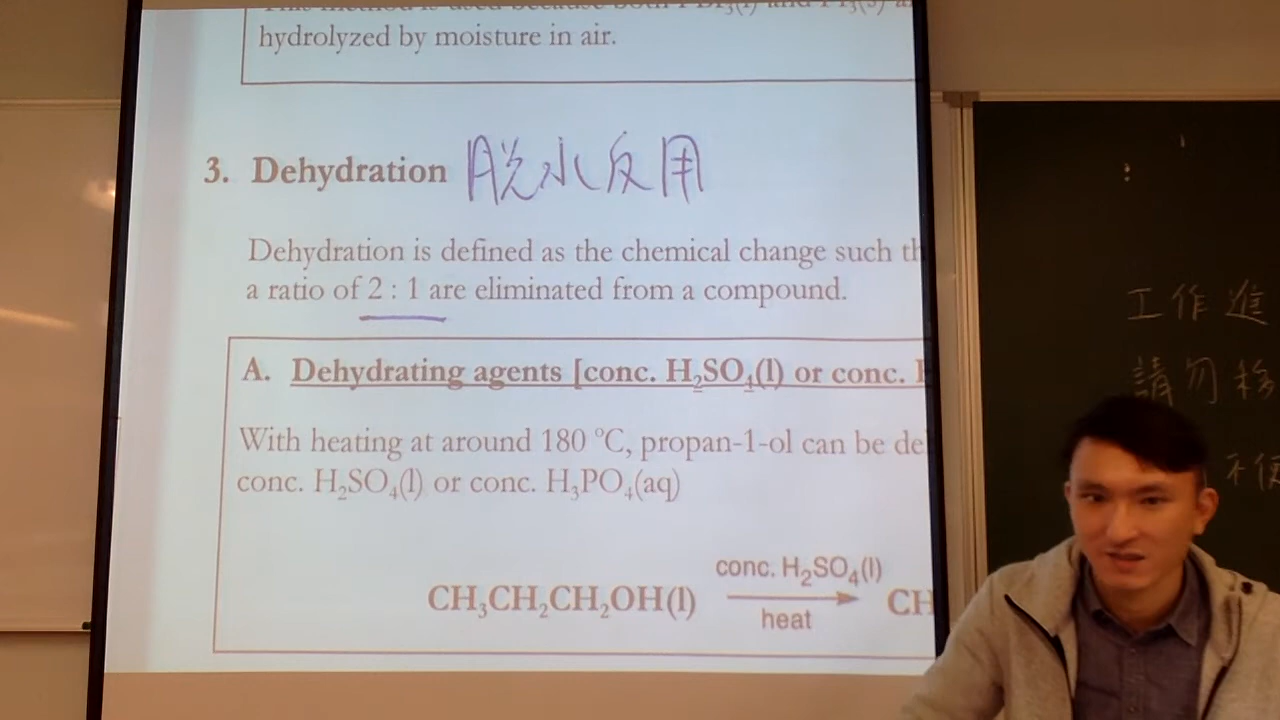 hydrolyzed by moisture in air.
3. Dehydration 脱水反用
Dehydration is defined as the chemical change such th
a ratio of 2 : 1 are eliminated from a compound.
A. Dehydrating agents [conc. H₂SO₄(l) or conc.
With heating at around 180 °C, propan-1-ol can be de
conc. H₂SO₄(l) or conc. H₃PO₄(aq)
conc. H₂SO₄(l)
CH₃CH₂CH₂OH(l) → CH
heat
工作進
請勿移
不便